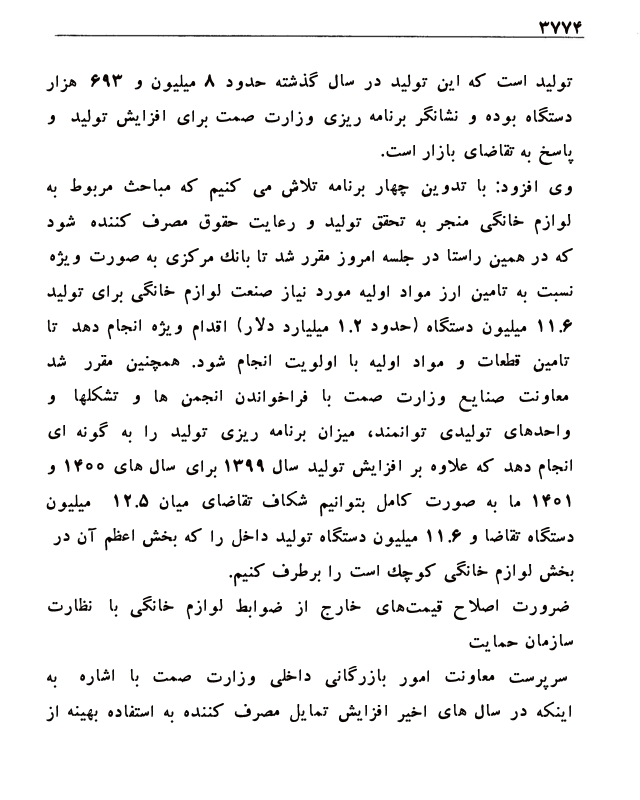 ۳۷۷۴
تولید است که این تولید در سال گذشته حدود ۸ میلیون و ۶۹۳ هزار
دستگاه بوده و نشانگر برنامه ریزی وزارت صمت برای افزایش تولید و
پاسخ به تقاضای بازار است.
وی افزود: با تدوین چهار برنامه تلاش می کنیم که مباحث مربوط به
لوازم خانگی منجر به تحقق تولید و رعایت حقوق مصرف کننده شود
که در همین راستا در جلسه امروز مقرر شد تا بانك مرکزی به صورت ویژه
نسبت به تامین ارز مواد اولیه مورد نیاز صنعت لوازم خانگی برای تولید
۱۱.۶ میلیون دستگاه (حدود ۱.۲ میلیارد دلار) اقدام ویژه انجام دهد تا
تامین قطعات و مواد اولیه با اولویت انجام شود. همچنین مقرر شد
معاونت صنایع وزارت صمت با فراخواندن انجمن ها و تشکلها و
واحدهای تولیدی توانمند، میزان برنامه ریزی تولید را به گونه ای
انجام دهد که علاوه بر افزایش تولید سال ۱۳۹۹ برای سال های ۱۴۰۰ و
۱۴۰۱ ما به صورت کامل بتوانیم شکاف تقاضای میان ۱۲.۵ میلیون
دستگاه تقاضا و ۱۱.۶ میلیون دستگاه تولید داخل را که بخش اعظم آن در
بخش لوازم خانگی کوچك است را برطرف کنیم.
ضرورت اصلاح قیمت‌های خارج از ضوابط لوازم خانگی با نظارت
سازمان حمایت
سرپرست معاونت امور بازرگانی داخلی وزارت صمت با اشاره به
اینکه در سال های اخیر افزایش تمایل مصرف کننده به استفاده بهینه از